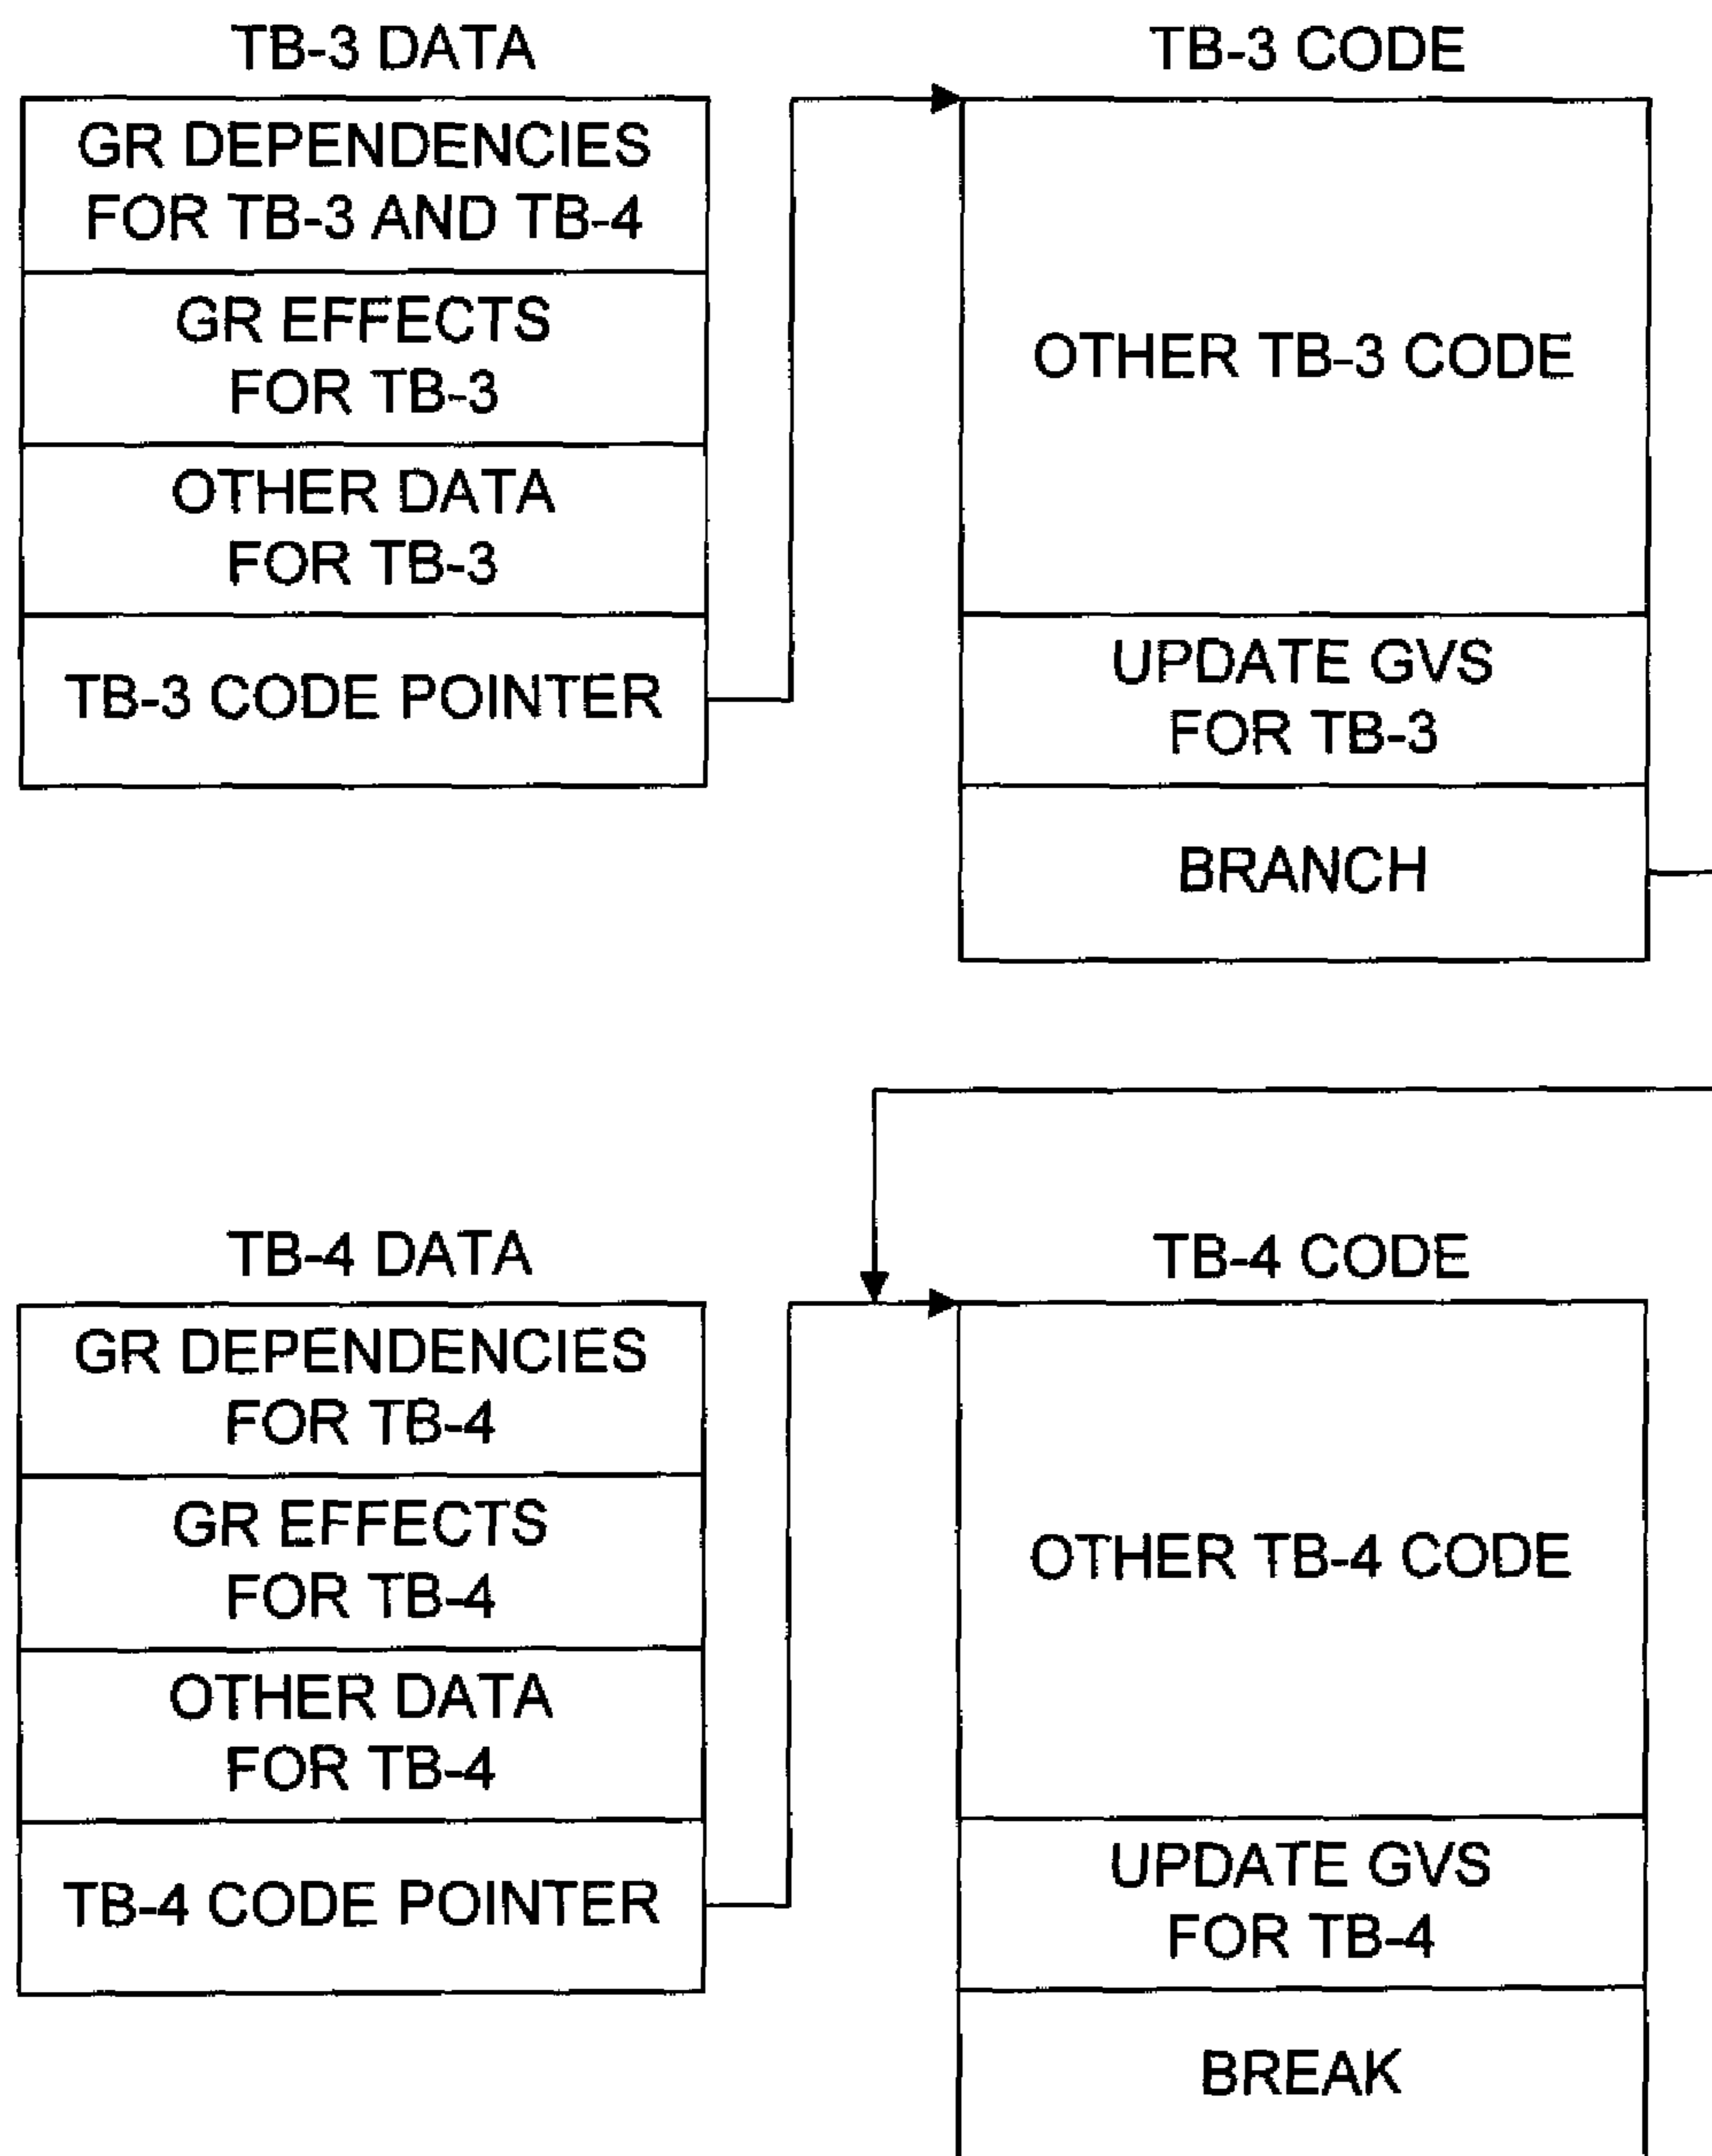 TB-3 DATA
GR DEPENDENCIES
FOR TB-3 AND TB-4
GR EFFECTS
FOR TB-3
OTHER DATA
FOR TB-3
TB-3 CODE POINTER
TB-3 CODE
OTHER TB-3 CODE
UPDATE GVS
FOR TB-3
BRANCH
TB-4 DATA
GR DEPENDENCIES
FOR TB-4
GR EFFECTS
FOR TB-4
OTHER DATA
FOR TB-4
TB-4 CODE POINTER
TB-4 CODE
OTHER TB-4 CODE
UPDATE GVS
FOR TB-4
BREAK